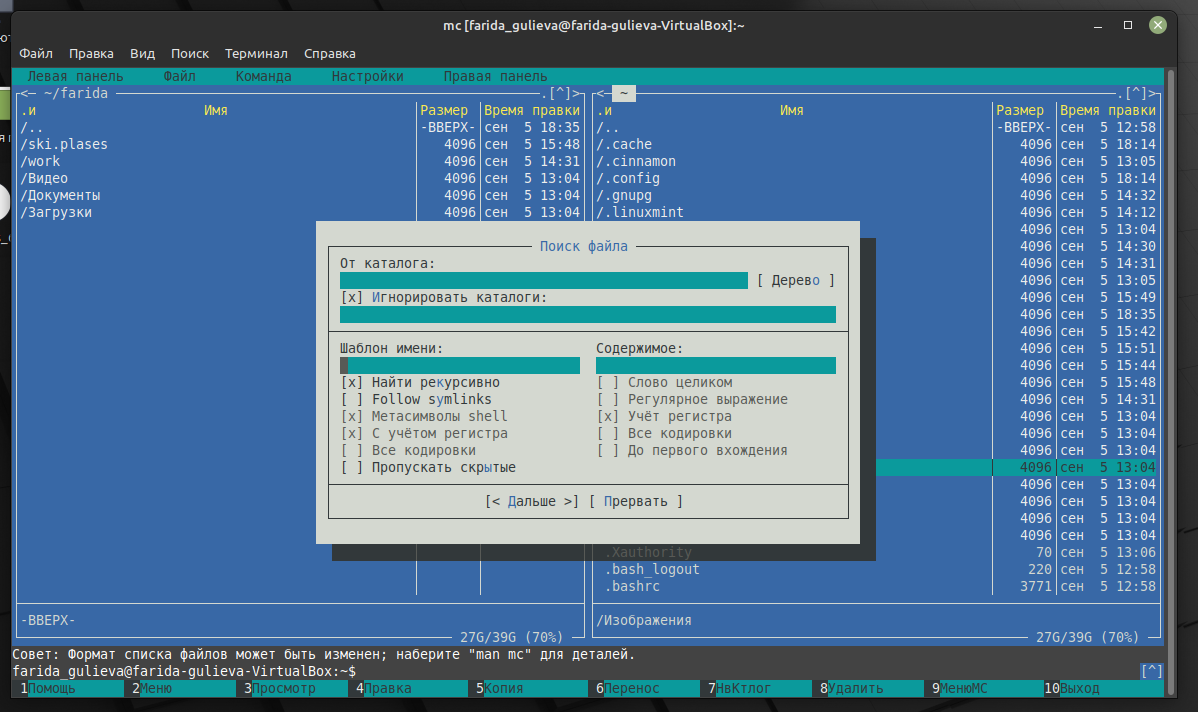 mc [farida_gulieva@farida-gulieva-VirtualBox]:~
Файл Правка Вид Поиск Терминал Справка
Левая панель Файл Команда Настройки Правая панель
<─ ~/farida .[^]> <─ ~ .[^]>
.и Имя Размер Время правки .и Имя Размер Время правки
/.. -ВВЕРХ- сен 5 18:35 /.. -ВВЕРХ- сен 5 12:58
/ski.plases 4096 сен 5 15:48 /.cache 4096 сен 5 18:14
/work 4096 сен 5 14:31 /.cinnamon 4096 сен 5 13:05
/Видео 4096 сен 5 13:04 /.config 4096 сен 5 18:14
/Документы 4096 сен 5 13:04 /.gnupg 4096 сен 5 14:32
/Загрузки 4096 сен 5 13:04 /.linuxmint 4096 сен 5 14:12
4096 сен 5 13:04
Поиск файла 4096 сен 5 14:30
От каталога: 4096 сен 5 14:31
[ Дерево ] 4096 сен 5 13:05
[x] Игнорировать каталоги: 4096 сен 5 15:49
4096 сен 5 18:35
4096 сен 5 15:42
Шаблон имени: Содержимое: 4096 сен 5 15:51
4096 сен 5 15:44
[x] Найти рекурсивно [ ] Слово целиком 4096 сен 5 15:48
[ ] Follow symlinks [ ] Регулярное выражение 4096 сен 5 14:31
[x] Метасимволы shell [x] Учёт регистра 4096 сен 5 13:04
[x] С учётом регистра [ ] Все кодировки 4096 сен 5 13:04
[ ] Все кодировки [ ] До первого вхождения 4096 сен 5 13:04
[ ] Пропускать скрытые 4096 сен 5 13:04
4096 сен 5 13:04
[< Дальше >] [ Прервать ] 4096 сен 5 13:04
4096 сен 5 13:04
4096 сен 5 13:04
.Xauthority 70 сен 5 13:06
.bash_logout 220 сен 5 12:58
.bashrc 3771 сен 5 12:58
-ВВЕРХ- /Изображения
27G/39G (70%) 27G/39G (70%)
Совет: Формат списка файлов может быть изменен; наберите "man mc" для деталей.
farida_gulieva@farida-gulieva-VirtualBox:~$ [^]
1Помощь 2Меню 3Просмотр 4Правка 5Копия 6Перенос 7НвКтлог 8Удалить 9МенюМС 10Выход